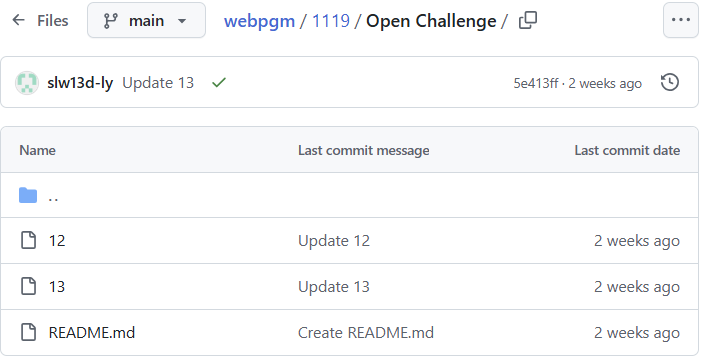 Files main webpgm / 1119 / Open Challenge / ...
slw13d-ly Update 13 5e413ff · 2 weeks ago
Name Last commit message Last commit date
..
12 Update 12 2 weeks ago
13 Update 13 2 weeks ago
README.md Create README.md 2 weeks ago